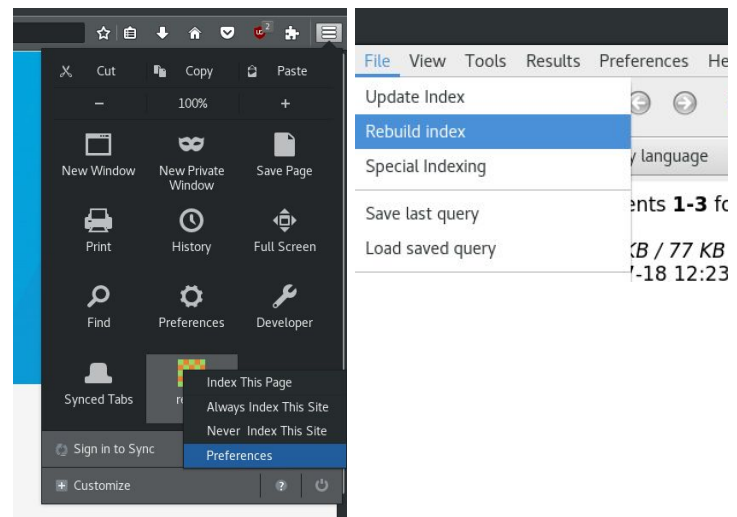 2
Cut Copy Paste
– 100% +
New Window New Private Window Save Page
Print History Full Screen
Find Preferences Developer
Synced Tabs
Index This Page
Always Index This Site
Never Index This Site
Preferences
Sign in to Sync
+ Customize ?
File View Tools Results Preferences He
Update Index
Rebuild index
Special Indexing
Save last query
Load saved query
y language
ents 1-3 fo
KB / 77 KB
-18 12:23